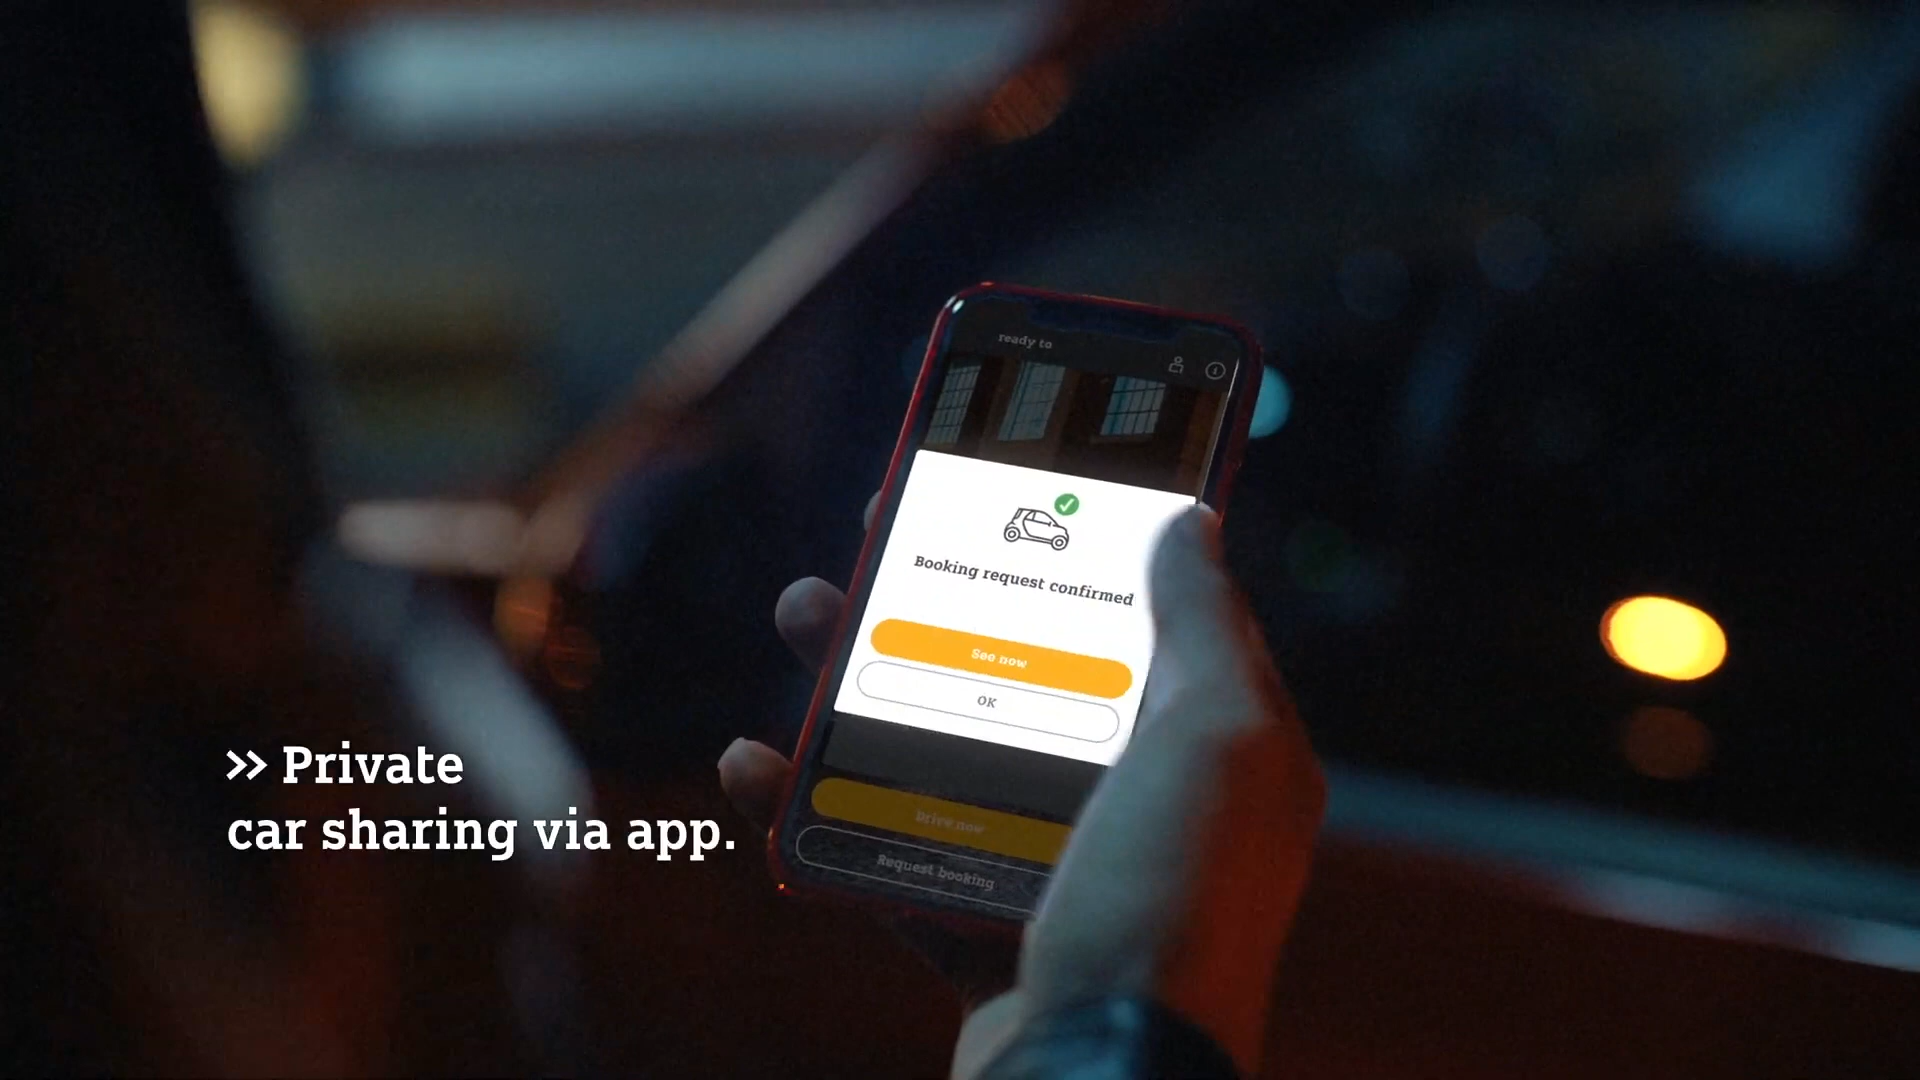 ready to
Booking request confirmed
See now
OK
Drive now
Request booking
>> Private
car sharing via app.